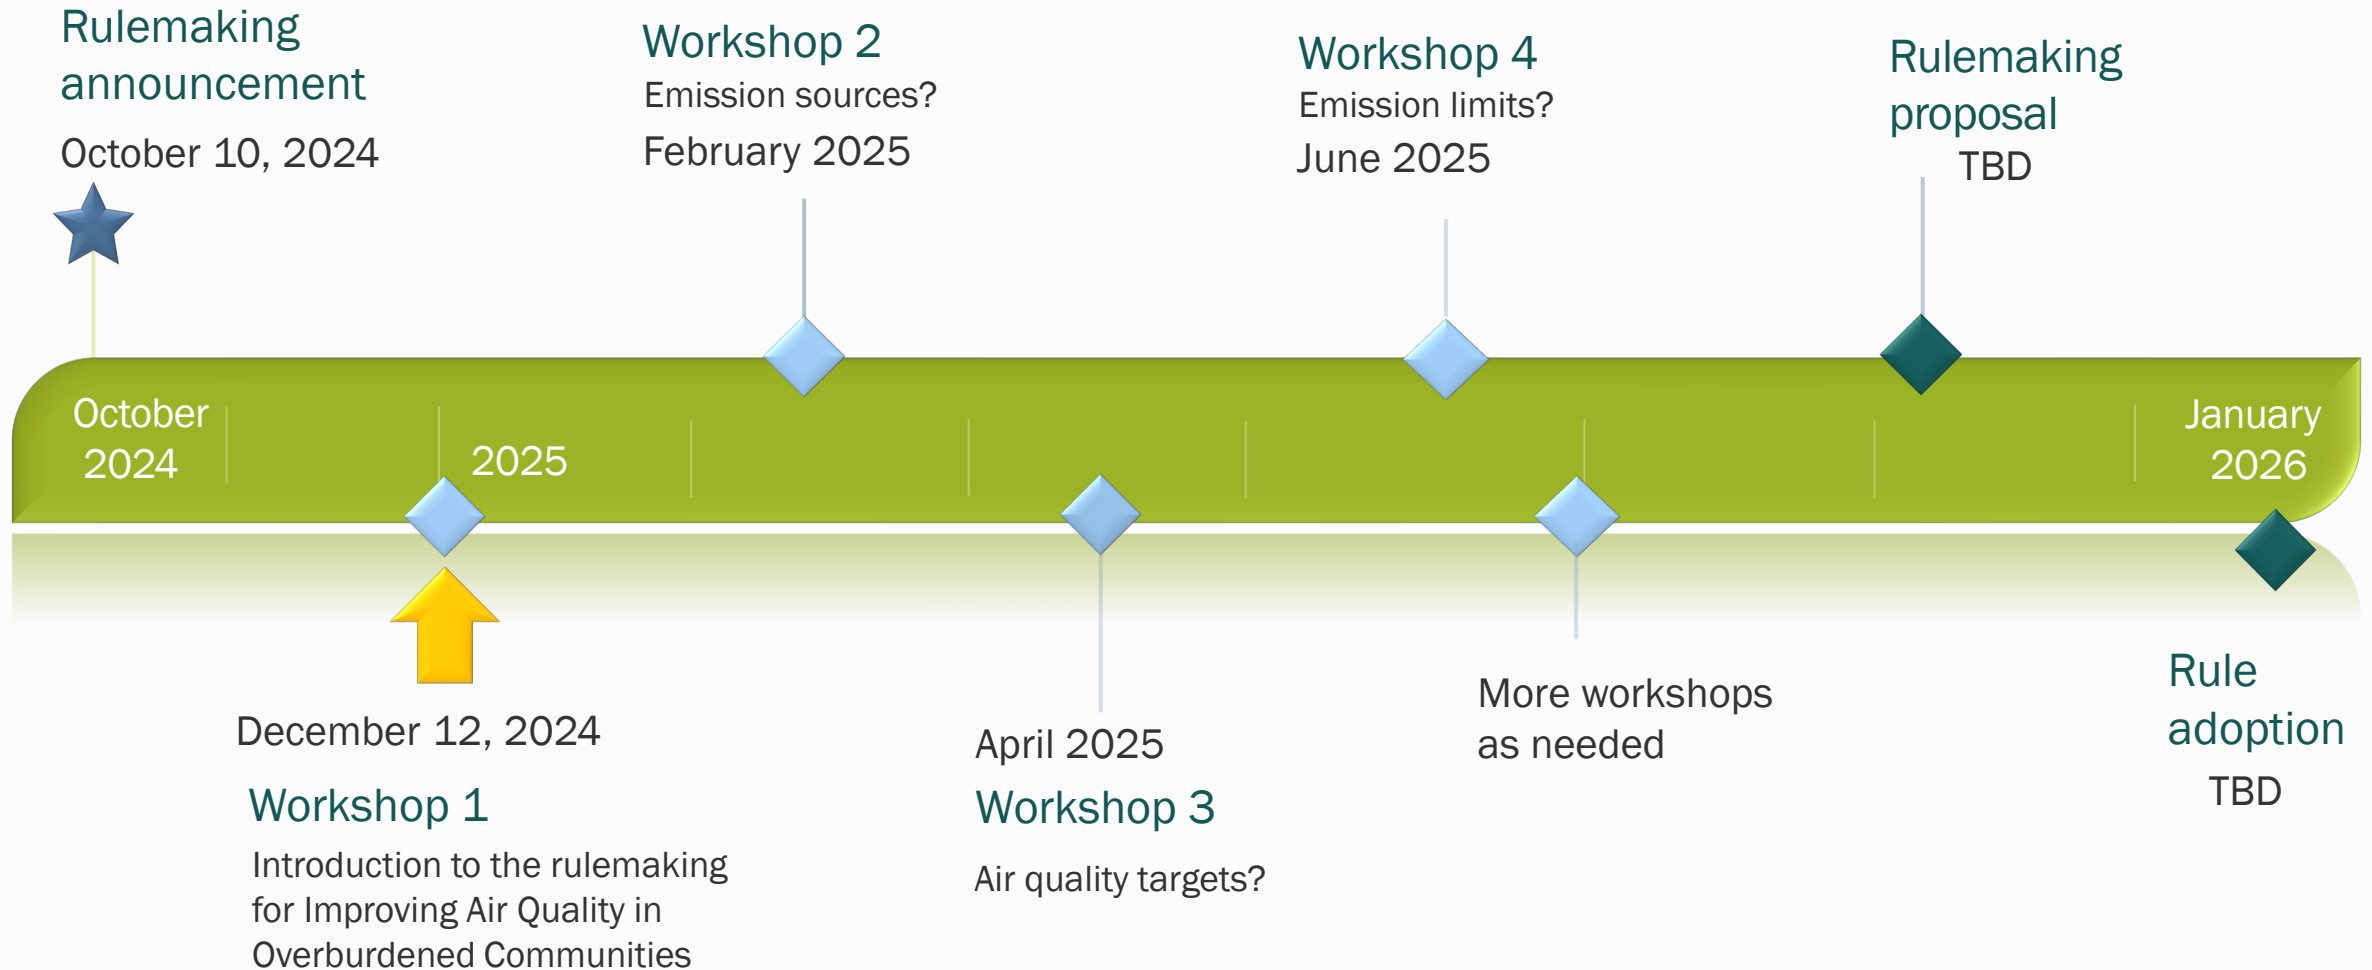 Rulemaking
announcement
October 10, 2024
Workshop 2
Emission sources?
February 2025
Workshop 4
Emission limits?
June 2025
Rulemaking
proposal
TBD
October
2024
2025
January
2026
December 12, 2024
Workshop 1
Introduction to the rulemaking
for Improving Air Quality in
Overburdened Communities
April 2025
Workshop 3
Air quality targets?
More workshops
as needed
Rule
adoption
TBD